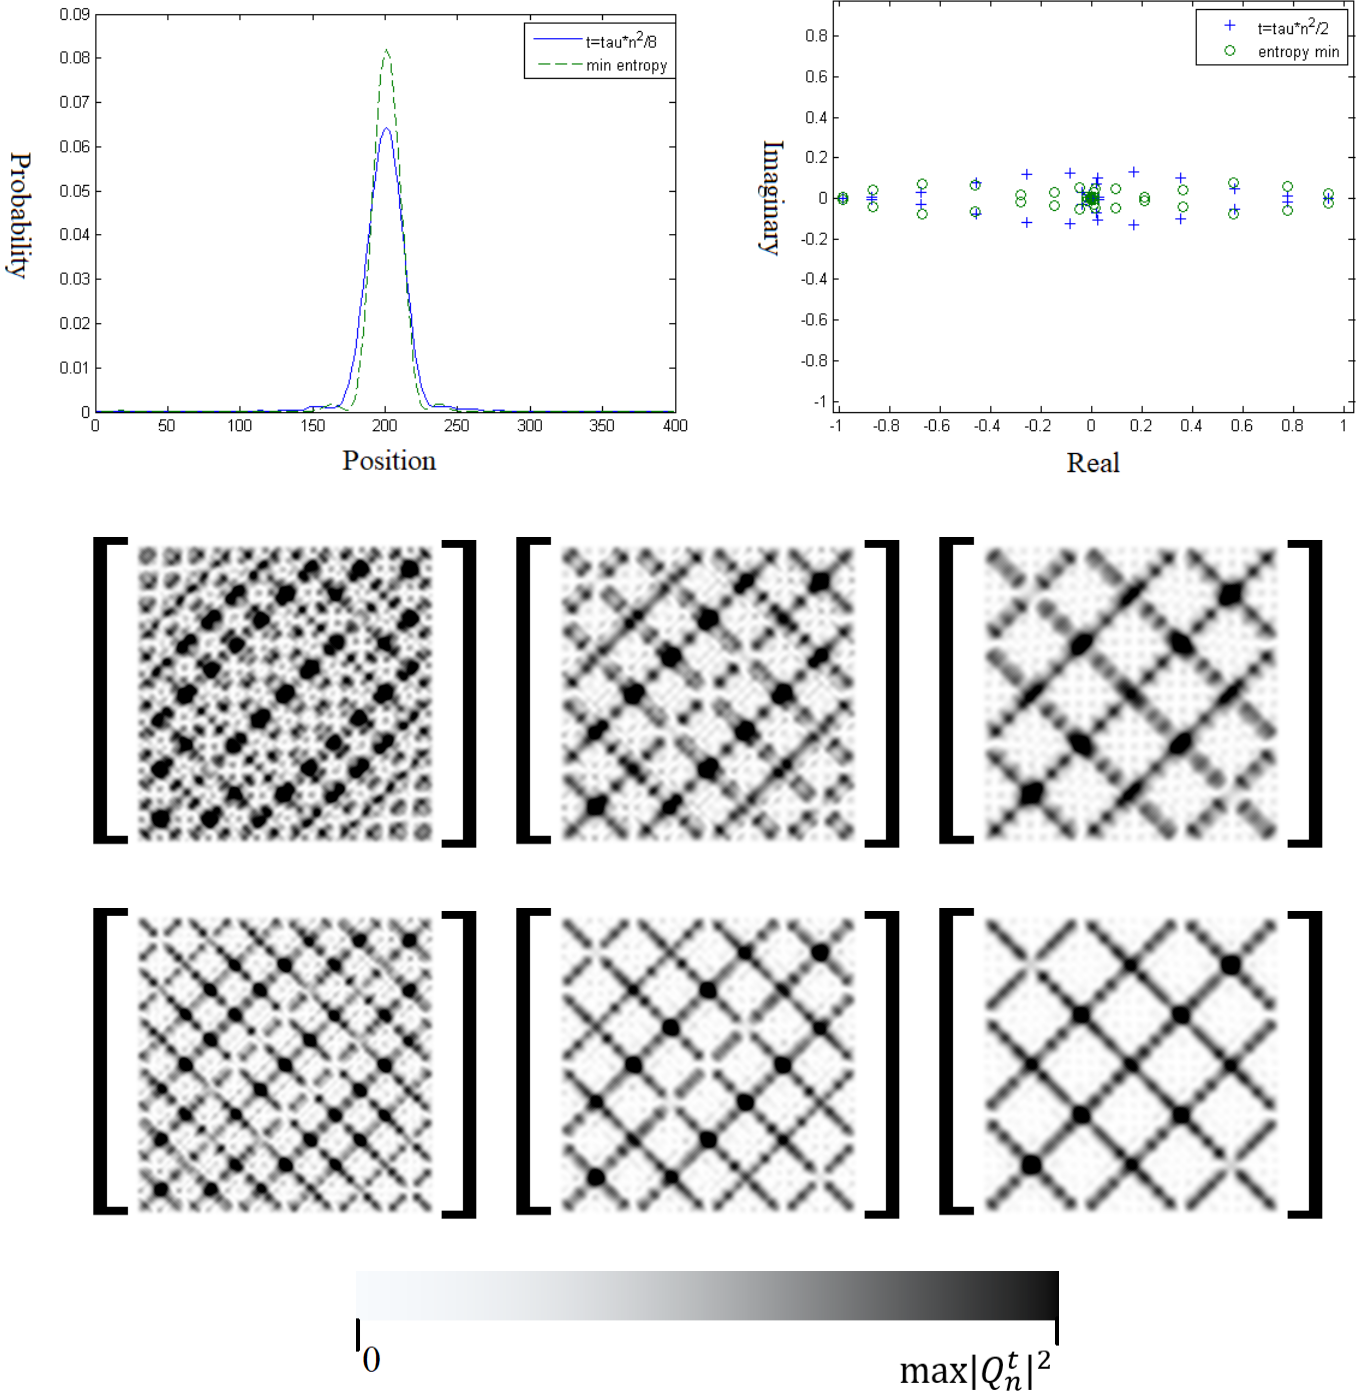 0.09
0.08
0.07
0.06
0.05
0.04
0.03
0.02
0.01
0
0 50 100 150 200 250 300 350 400
Probability
Position
t=tau*n²/8
min entropy
0.8
0.6
0.4
0.2
0
-0.2
-0.4
-0.6
-0.8
-1
-1 -0.8 -0.6 -0.4 -0.2 0 0.2 0.4 0.6 0.8 1
Imaginary
Real
t=tau*n²/2
entropy min
0
max|Qₙᵗ|²